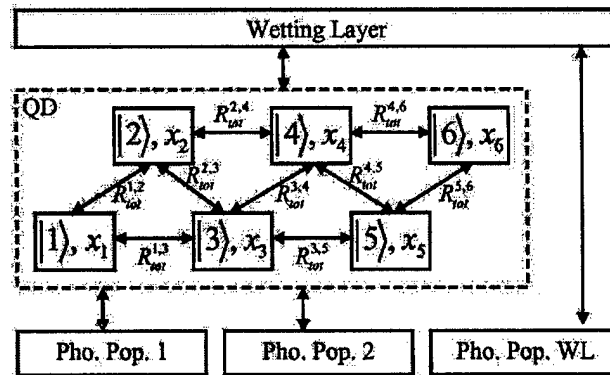 Wetting Layer
QD
|2⟩, x₂ R_tot^{2,4} |4⟩, x₄ R_tot^{4,6} |6⟩, x₆
R_tot^{1,2} R_tot^{2,3} R_tot^{3,4} R_tot^{4,5} R_tot^{5,6}
|1⟩, x₁ R_tot^{1,3} |3⟩, x₃ R_tot^{3,5} |5⟩, x₅
Pho. Pop. 1 Pho. Pop. 2 Pho. Pop. WL